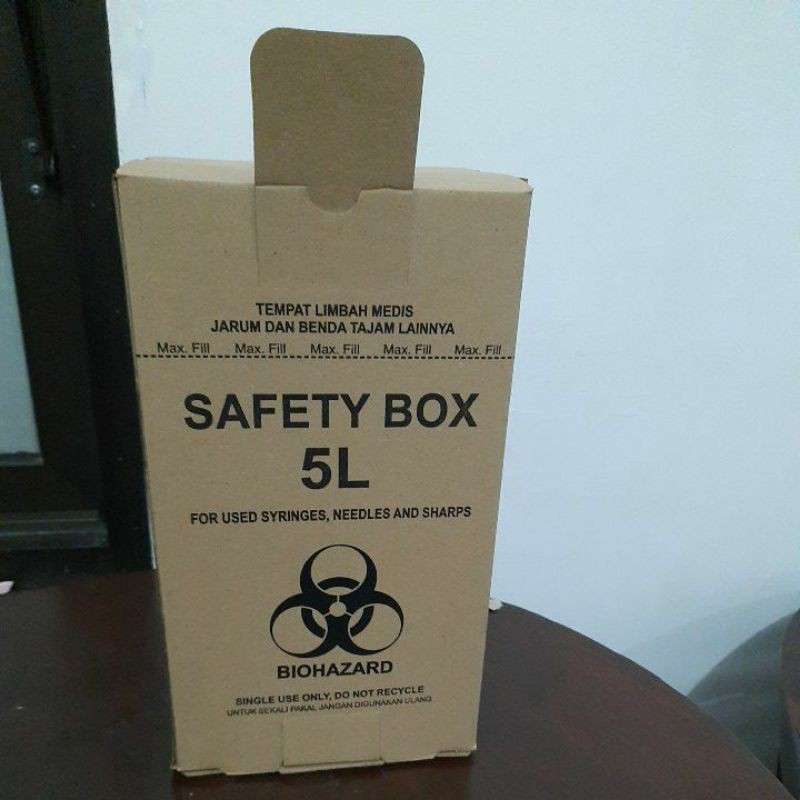 TEMPAT LIMBAH MEDIS
JARUM DAN BENDA TAJAM LAINNYA
Max. Fill Max. Fill Max. Fill Max. Fill Max. Fill
SAFETY BOX
5L
FOR USED SYRINGES, NEEDLES AND SHARPS
BIOHAZARD
SINGLE USE ONLY, DO NOT RECYCLE
UNTUK SEKALI PAKAI, JANGAN DIGUNAKAN ULANG